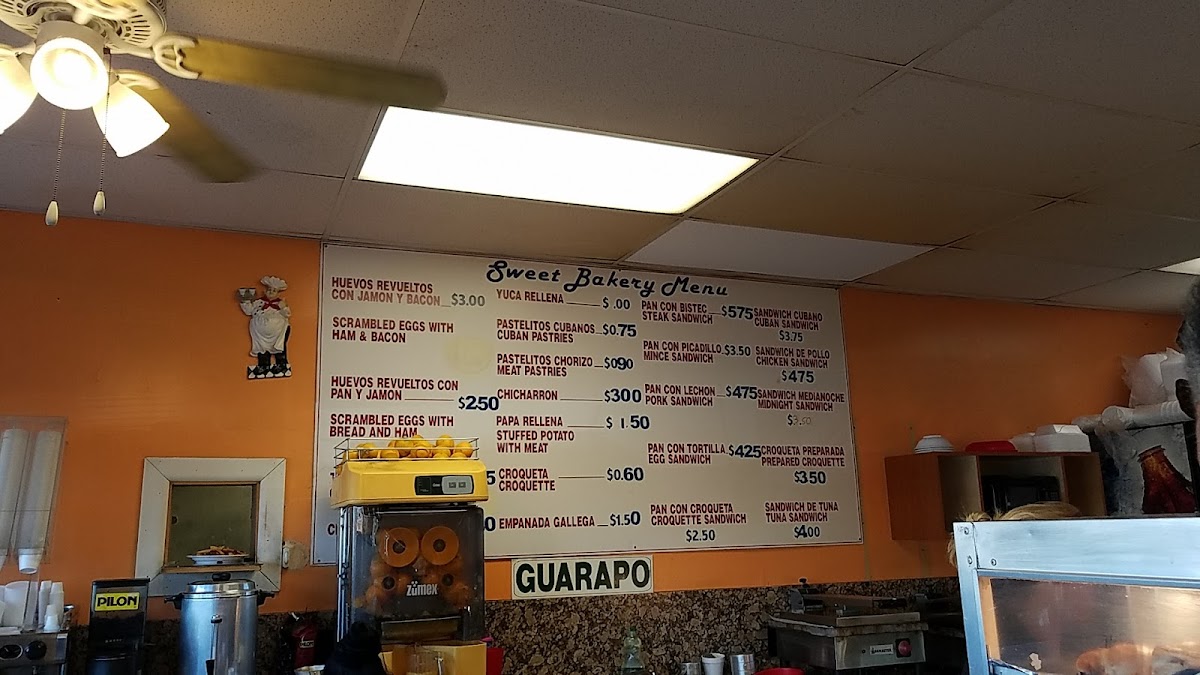 Sweet Bakery Menu
HUEVOS REVUELTOS
CON JAMON Y BACON $3.00
SCRAMBLED EGGS WITH
HAM & BACON
HUEVOS REVUELTOS CON
PAN Y JAMON $250
SCRAMBLED EGGS WITH
BREAD AND HAM
YUCA RELLENA $ .00
PASTELITOS CUBANOS $0.75
CUBAN PASTRIES
PASTELITOS CHORIZO $090
MEAT PASTRIES
CHICHARRON $300
PAPA RELLENA $ 1.50
STUFFED POTATO
WITH MEAT
CROQUETA $0.60
CROQUETTE
EMPANADA GALLEGA $1.50
PAN CON BISTEC $575
STEAK SANDWICH
PAN CON PICADILLO $3.50
MINCE SANDWICH
PAN CON LECHON $475
PORK SANDWICH
PAN CON TORTILLA $425
EGG SANDWICH
PAN CON CROQUETA
CROQUETTE SANDWICH
$2.50
SANDWICH CUBANO
CUBAN SANDWICH
$3.75
SANDWICH DE POLLO
CHICKEN SANDWICH
$475
SANDWICH MEDIANOCHE
MIDNIGHT SANDWICH
$3.50
CROQUETA PREPARADA
PREPARED CROQUETTE
$350
SANDWICH DE TUNA
TUNA SANDWICH
$400
GUARAPO
PILON
zümex